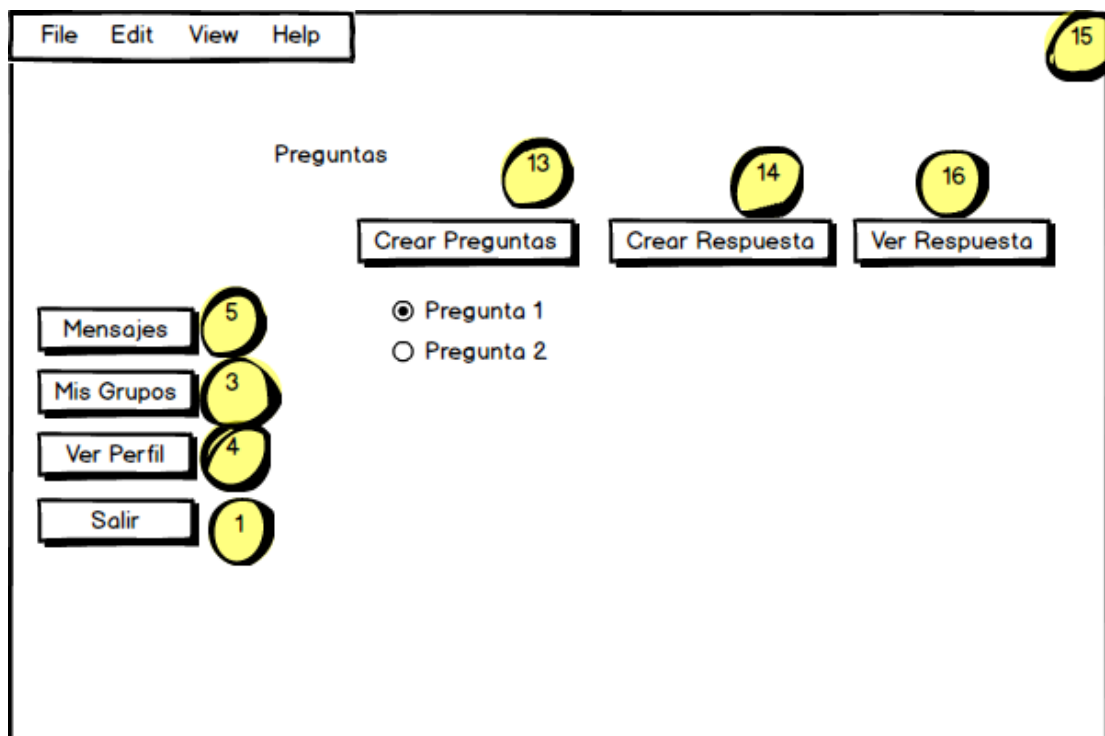 File Edit View Help
15
Preguntas
13
14
16
Crear Preguntas
Crear Respuesta
Ver Respuesta
Mensajes
5
Mis Grupos
3
Ver Perfil
4
Salir
1
Pregunta 1
Pregunta 2